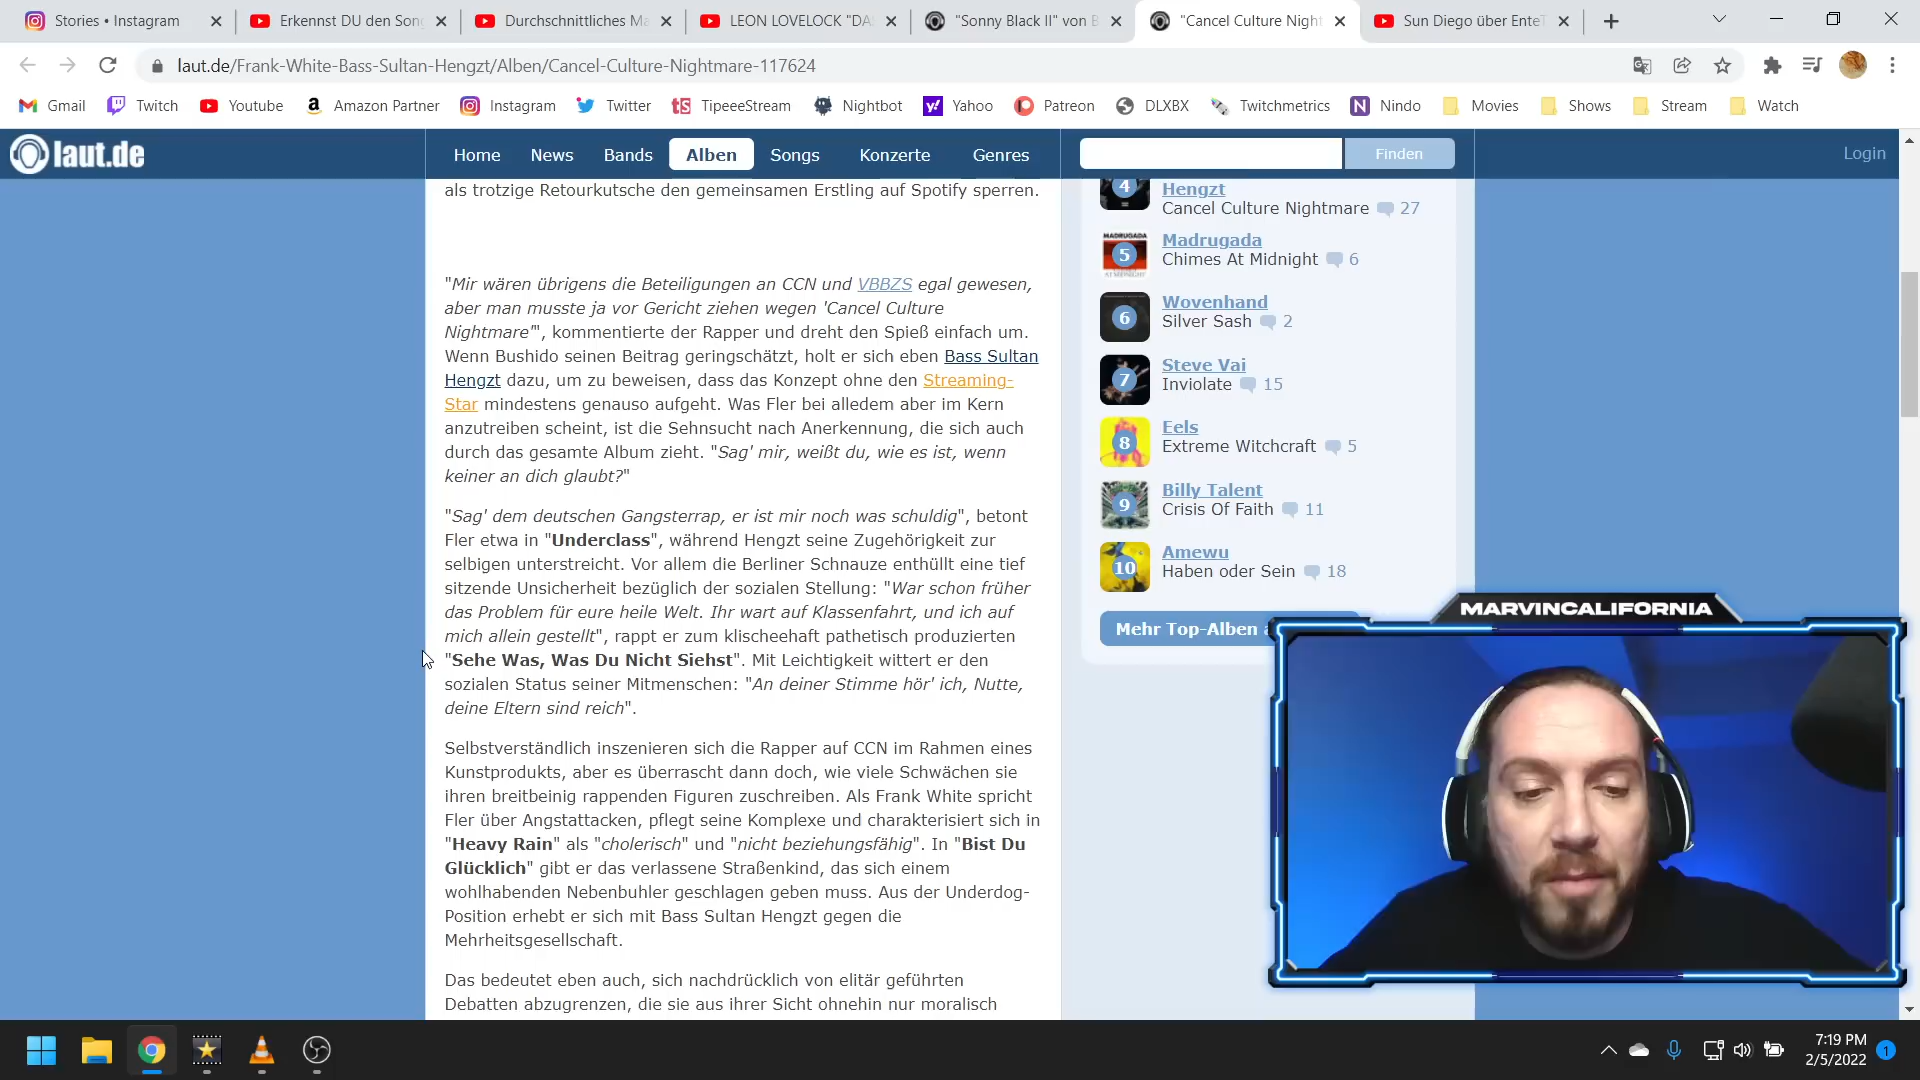 Stories • Instagram
Erkennst DU den Son
Durchschnittliches Ma
LEON LOVELOCK "DA
"Sonny Black II" von B
"Cancel Culture Night
Sun Diego über EnteT
laut.de/Frank-White-Bass-Sultan-Hengzt/Alben/Cancel-Culture-Nightmare-117624
Gmail
Twitch
Youtube
Amazon Partner
Instagram
Twitter
TipeeeStream
Nightbot
Yahoo
Patreon
DLXBX
Twitchmetrics
Nindo
Movies
Shows
Stream
Watch
laut.de
Home
News
Bands
Alben
Songs
Konzerte
Genres
Finden
Login
als trotzige Retourkutsche den gemeinsamen Erstling auf Spotify sperren.
"Mir wären übrigens die Beteiligungen an CCN und VBBZS egal gewesen,
aber man musste ja vor Gericht ziehen wegen 'Cancel Culture
Nightmare'", kommentierte der Rapper und dreht den Spieß einfach um.
Wenn Bushido seinen Beitrag geringschätzt, holt er sich eben Bass Sultan
Hengzt dazu, um zu beweisen, dass das Konzept ohne den Streaming-
Star mindestens genauso aufgeht. Was Fler bei alledem aber im Kern
anzutreiben scheint, ist die Sehnsucht nach Anerkennung, die sich auch
durch das gesamte Album zieht. "Sag' mir, weißt du, wie es ist, wenn
keiner an dich glaubt?"
"Sag' dem deutschen Gangsterrap, er ist mir noch was schuldig", betont
Fler etwa in "Underclass", während Hengzt seine Zugehörigkeit zur
selbigen unterstreicht. Vor allem die Berliner Schnauze enthüllt eine tief
sitzende Unsicherheit bezüglich der sozialen Stellung: "War schon früher
das Problem für eure heile Welt. Ihr wart auf Klassenfahrt, und ich auf
mich allein gestellt", rappt er zum klischeehaft pathetisch produzierten
"Sehe Was, Was Du Nicht Siehst". Mit Leichtigkeit wittert er den
sozialen Status seiner Mitmenschen: "An deiner Stimme hör' ich, Nutte,
deine Eltern sind reich".
Selbstverständlich inszenieren sich die Rapper auf CCN im Rahmen eines
Kunstprodukts, aber es überrascht dann doch, wie viele Schwächen sie
ihren breitbeinig rappenden Figuren zuschreiben. Als Frank White spricht
Fler über Angstattacken, pflegt seine Komplexe und charakterisiert sich in
"Heavy Rain" als "cholerisch" und "nicht beziehungsfähig". In "Bist Du
Glücklich" gibt er das verlassene Straßenkind, das sich einem
wohlhabenden Nebenbuhler geschlagen geben muss. Aus der Underdog-
Position erhebt er sich mit Bass Sultan Hengzt gegen die
Mehrheitsgesellschaft.
Das bedeutet eben auch, sich nachdrücklich von elitär geführten
Debatten abzugrenzen, die sie aus ihrer Sicht ohnehin nur moralisch
4
Hengzt
Cancel Culture Nightmare 27
MADRUGADA
5
Madrugada
Chimes At Midnight 6
6
Wovenhand
Silver Sash 2
7
Steve Vai
Inviolate 15
8
Eels
Extreme Witchcraft 5
9
Billy Talent
Crisis Of Faith 11
10
Amewu
Haben oder Sein 18
Mehr Top-Alben
MARVINCALIFORNIA
7:19 PM
2/5/2022
1